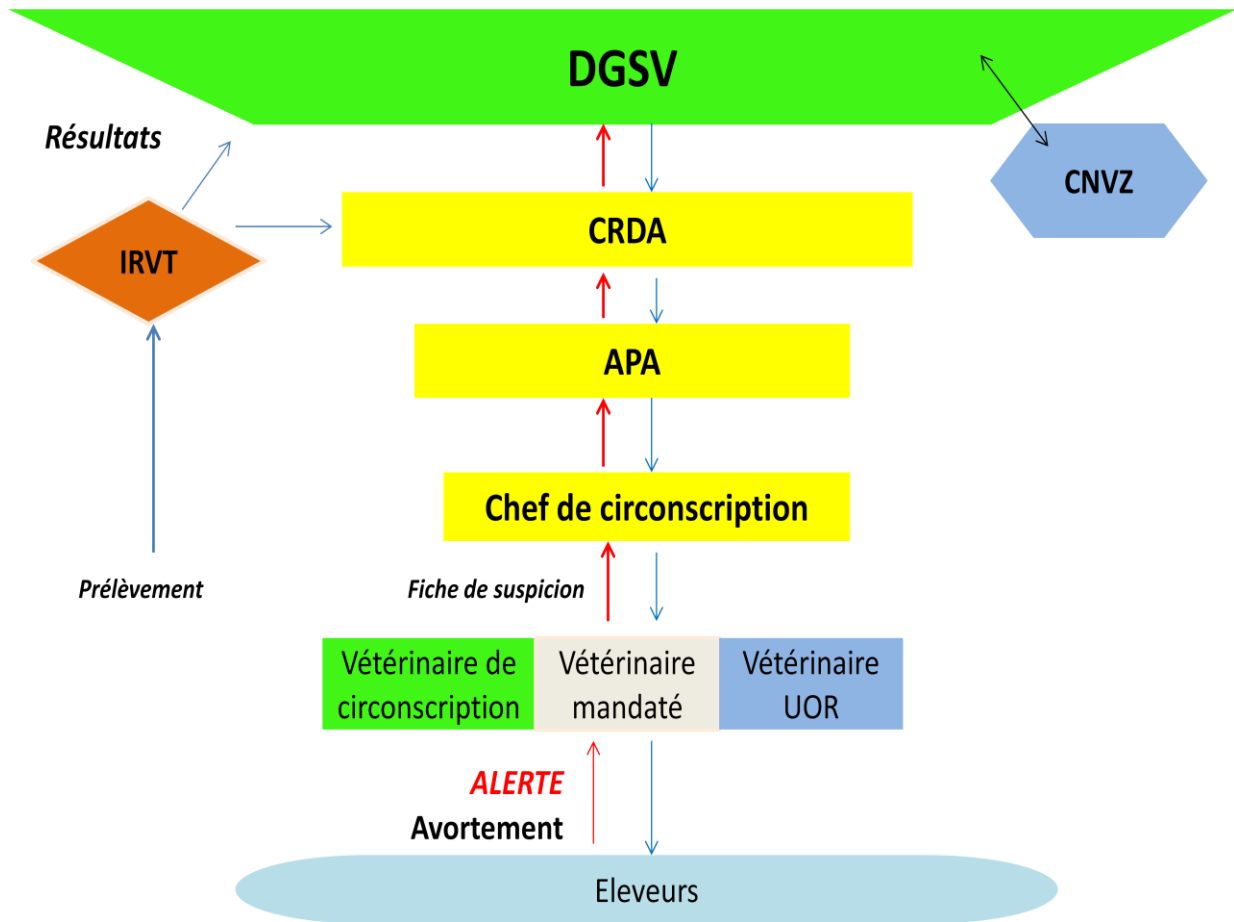 DGSV
Résultats
CNVZ
CRDA
IRVT
APA
Chef de circonscription
Prélèvement
Fiche de suspicion
Vétérinaire de
circonscription
Vétérinaire
mandaté
Vétérinaire
UOR
ALERTE
Avortement
Eleveurs